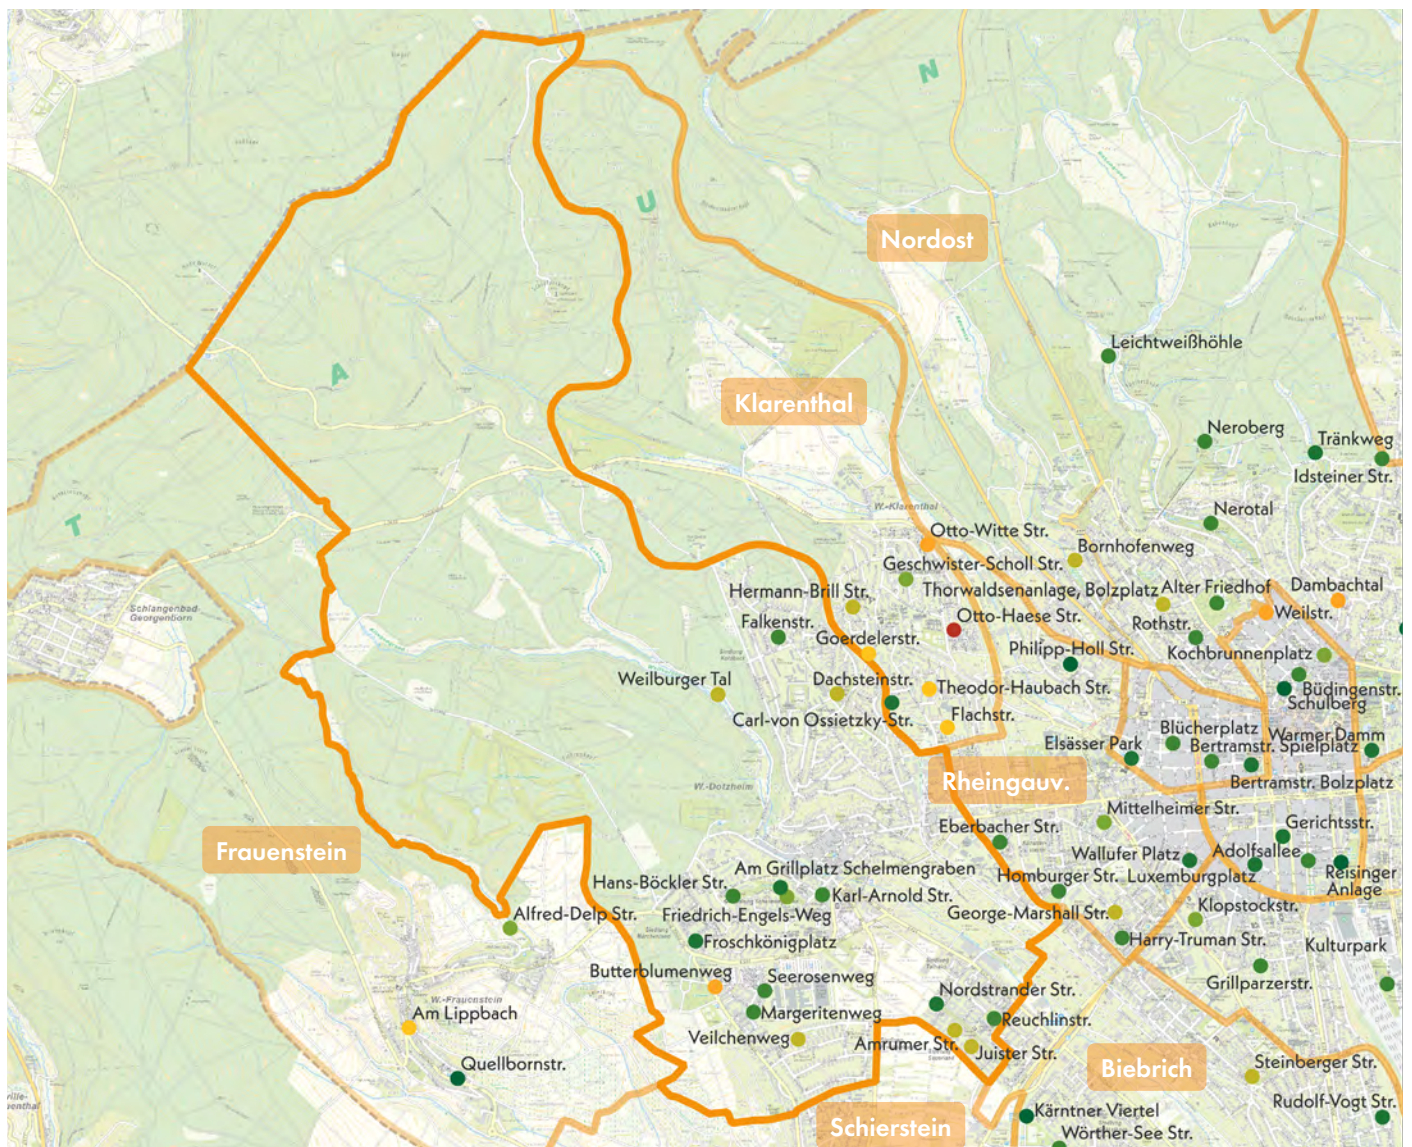 N
U
Nordost
Leichtweißhöhle
A
Klarenthal
Neroberg
Tränkweg
Idsteiner Str.
T
W.-Klarenthal
Nerotal
Otto-Witte Str.
Bornhofenweg
Geschwister-Scholl Str.
Hermann-Brill Str.
Thorwaldsenanlage, Bolzplatz
Alter Friedhof
Dambachtal
Schlangenbad-
Georgenborn
Falkenstr.
Otto-Haese Str.
Rothstr.
Weilstr.
Goerdelerstr.
Philipp-Holl Str.
Kochbrunnenplatz
Weilburger Tal
Dachsteinstr.
Theodor-Haubach Str.
Büdingenstr.
Schulberg
Carl-von Ossietzky-Str.
Flachstr.
Blücherplatz
Warmer Damm
Elsässer Park
Bertramstr. Spielplatz
Rheingauv.
Bertramstr. Bolzplatz
W.-Dotzheim
Mittelheimer Str.
Frauenstein
Eberbacher Str.
Gerichtsstr.
Wallufer Platz
Adolfsallee
Am Grillplatz Schelmengraben
Luxemburgplatz
Reisinger
Anlage
Hans-Böckler Str.
Karl-Arnold Str.
Homburger Str.
Alfred-Delp Str.
Friedrich-Engels-Weg
George-Marshall Str.
Klopstockstr.
Froschkönigplatz
Harry-Truman Str.
Kulturpark
Butterblumenweg
Seerosenweg
Grillparzerstr.
W.-Frauenstein
Am Lippbach
Nordstrander Str.
Margeritenweg
Reuchlinstr.
Veilchenweg
Amrumer Str.
Juister Str.
Quellbornstr.
Biebrich
Steinberger Str.
Schierstein
Kärntner Viertel
Rudolf-Vogt Str.
Wörther-See Str.